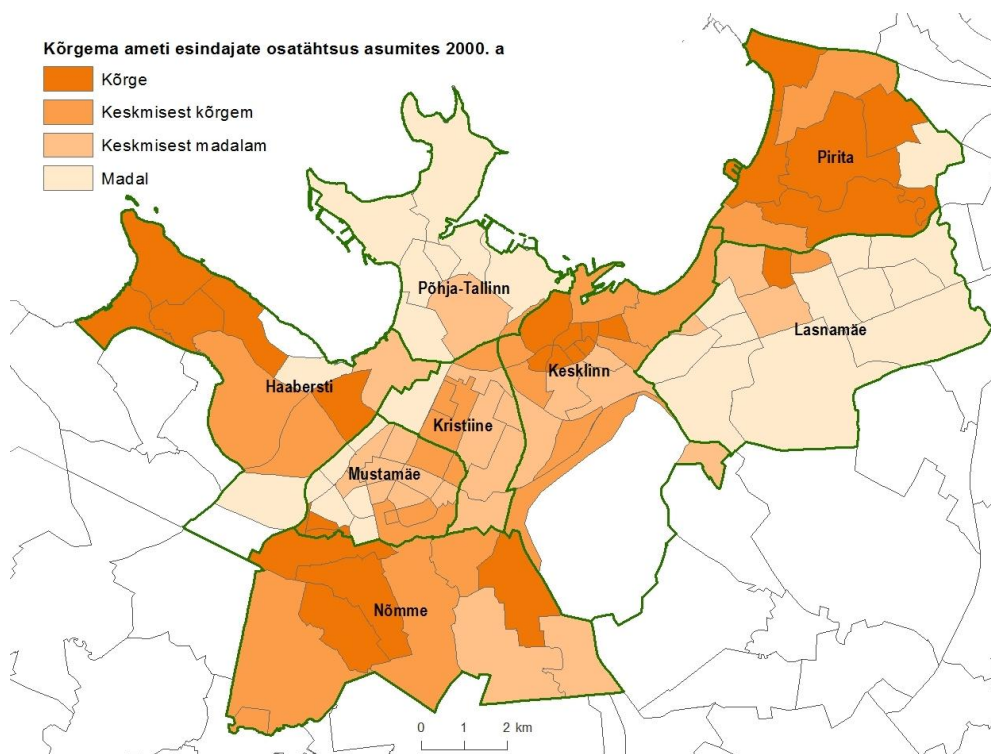 Kõrgema ameti esindajate osatähtsus asumites 2000. a
Kõrge
Keskmisest kõrgem
Keskmisest madalam
Madal
Pirita
Põhja-Tallinn
Lasnamäe
Kesklinn
Haabersti
Kristiine
Mustamäe
Nõmme
0 1 2 km